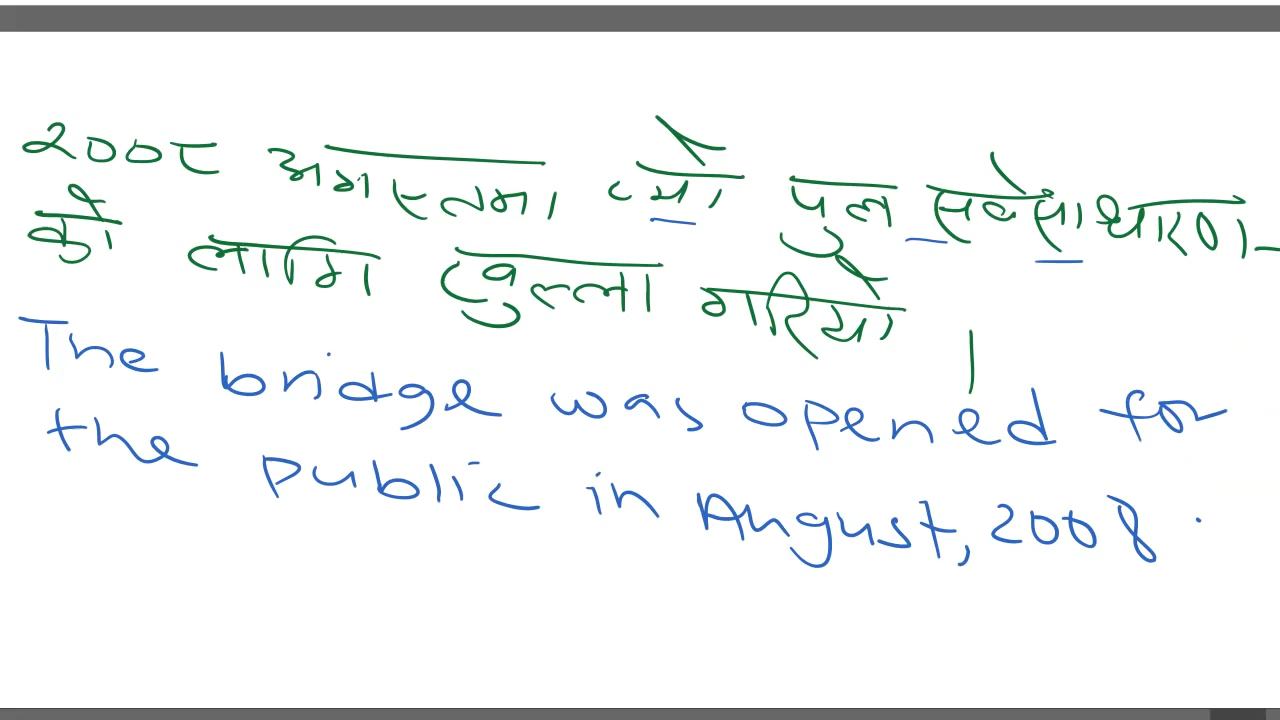 २००८ अगस्तमा त्यो पुल सर्वसाधारण-
को लागि खुल्ला गरियो ।
The bridge was opened for
the public in August, 2008.